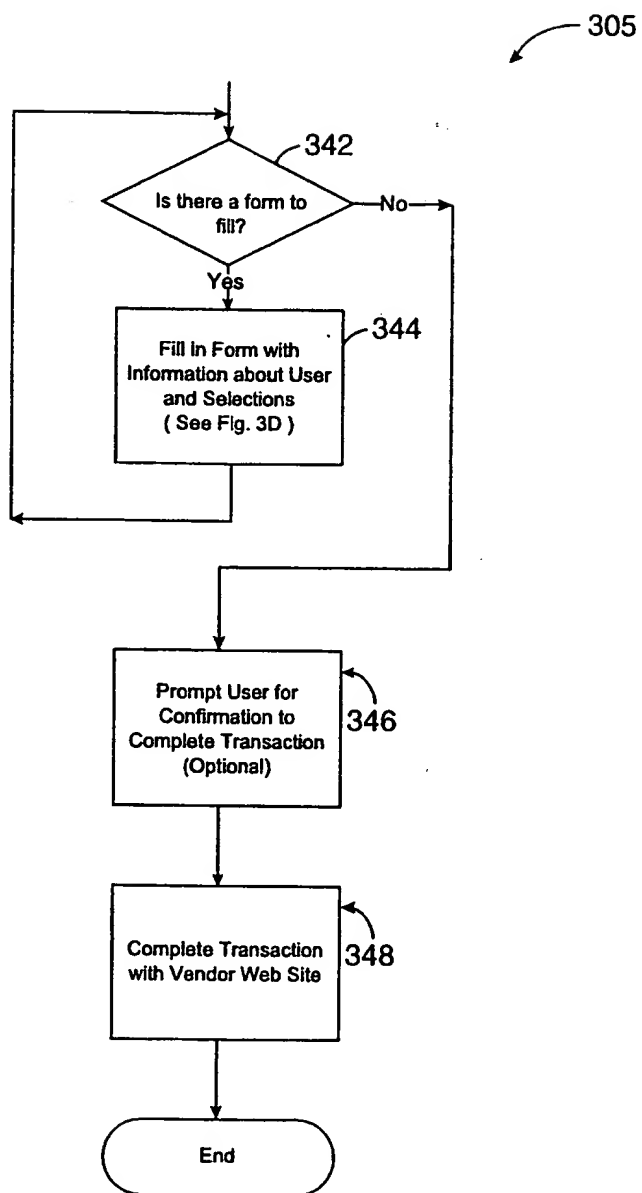 305
342
Is there a form to
fill?
No
Yes
344
Fill in Form with
Information about User
and Selections
( See Fig. 3D )
Prompt User for
Confirmation to
Complete Transaction
(Optional)
346
Complete Transaction
with Vendor Web Site
348
End